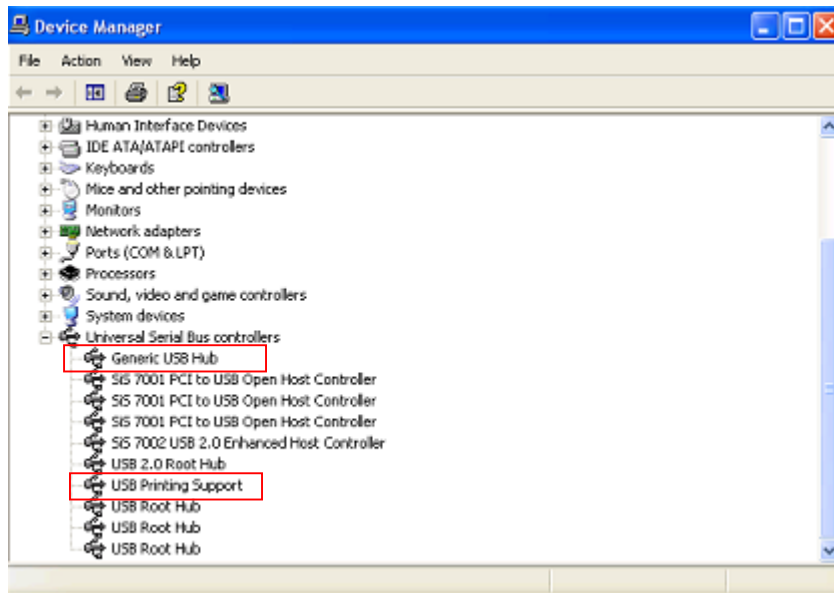 Device Manager
File Action View Help
Human Interface Devices
IDE ATA/ATAPI controllers
Keyboards
Mice and other pointing devices
Monitors
Network adapters
Ports (COM & LPT)
Processors
Sound, video and game controllers
System devices
Universal Serial Bus controllers
Generic USB Hub
SiS 7001 PCI to USB Open Host Controller
SiS 7001 PCI to USB Open Host Controller
SiS 7001 PCI to USB Open Host Controller
SiS 7002 USB 2.0 Enhanced Host Controller
USB 2.0 Root Hub
USB Printing Support
USB Root Hub
USB Root Hub
USB Root Hub